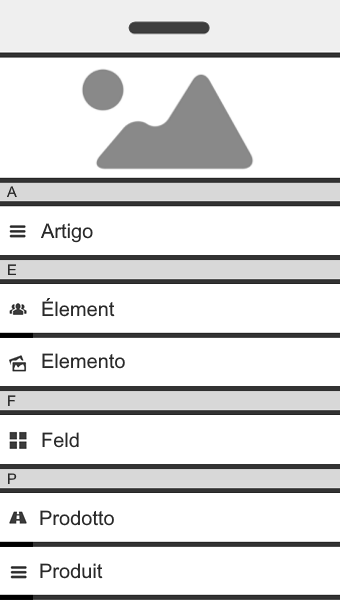 A
Artigo
E
Élement
Elemento
F
Feld
P
Prodotto
Produit